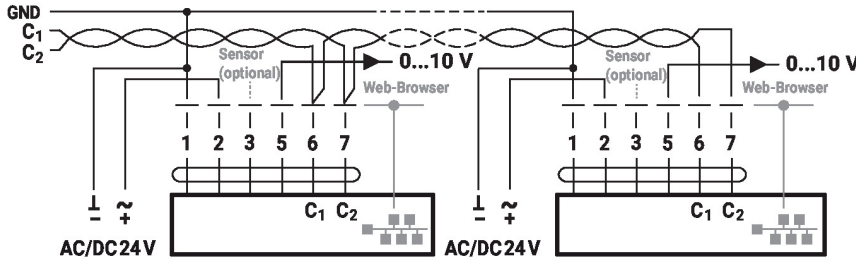 GND
C1
C2
Sensor
(optional)
0...10 V
Web-Browser
1 2 3 5 6 7
C1 C2
⊥ ~
− +
AC/DC 24 V
Sensor
(optional)
0...10 V
Web-Browser
1 2 3 5 6 7
C1 C2
⊥ ~
− +
AC/DC 24 V